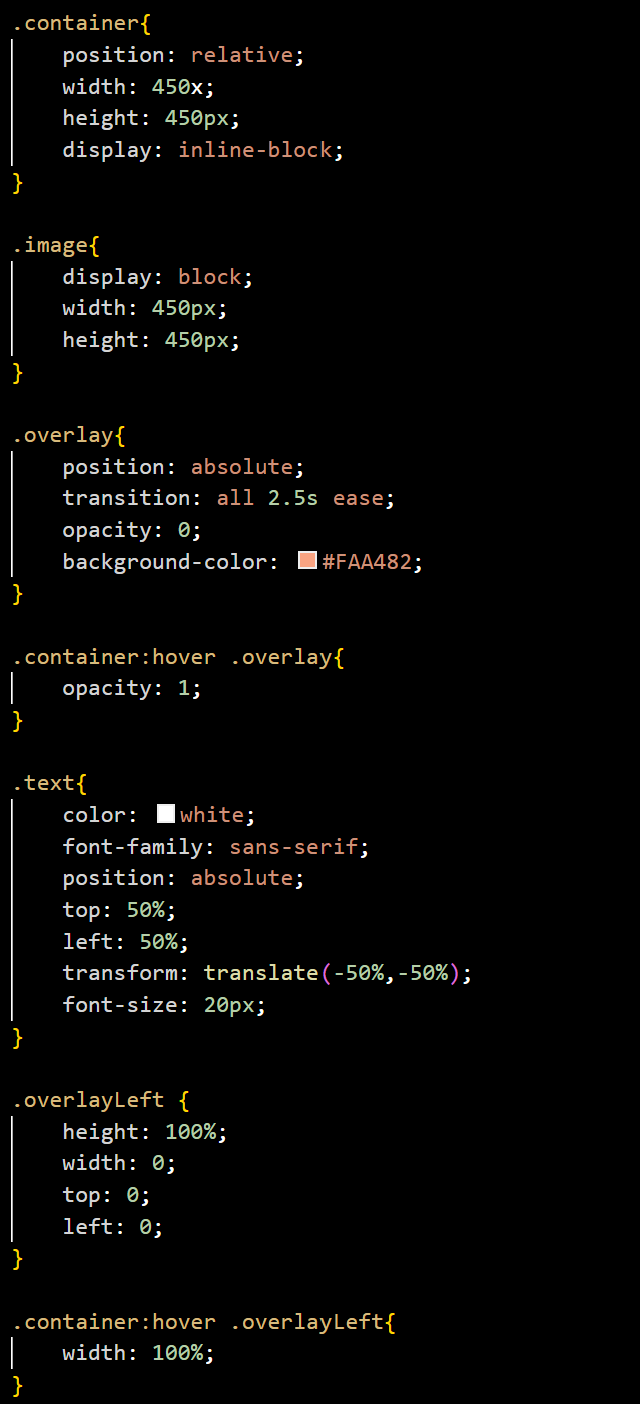 .container{
    position: relative;
    width: 450x;
    height: 450px;
    display: inline-block;
}

.image{
    display: block;
    width: 450px;
    height: 450px;
}

.overlay{
    position: absolute;
    transition: all 2.5s ease;
    opacity: 0;
    background-color: #FAA482;
}

.container:hover .overlay{
    opacity: 1;
}

.text{
    color: white;
    font-family: sans-serif;
    position: absolute;
    top: 50%;
    left: 50%;
    transform: translate(-50%,-50%);
    font-size: 20px;
}

.overlayLeft {
    height: 100%;
    width: 0;
    top: 0;
    left: 0;
}

.container:hover .overlayLeft{
    width: 100%;
}